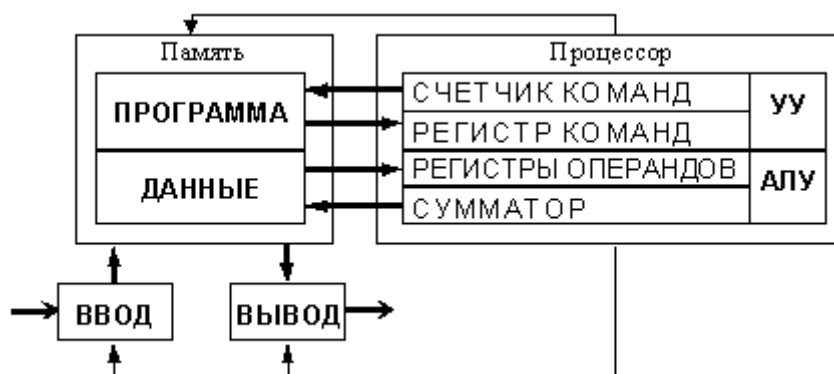 Память
Процессор
ПРОГРАММА
ДАННЫЕ
СЧЕТЧИК КОМАНД
РЕГИСТР КОМАНД
УУ
РЕГИСТРЫ ОПЕРАНДОВ
СУММАТОР
АЛУ
ВВОД
ВЫВОД